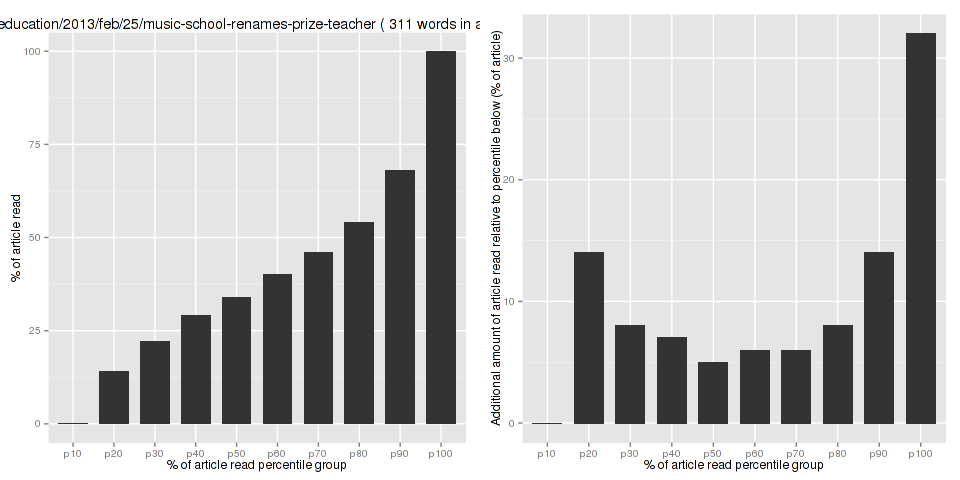 education/2013/feb/25/music-school-renames-prize-teacher ( 311 words in a
% of article read
100
75
50
25
0
p10 p20 p30 p40 p50 p60 p70 p80 p90 p100
% of article read percentile group
Additional amount of article read relative to percentile below (% of article)
30
20
10
0
p10 p20 p30 p40 p50 p60 p70 p80 p90 p100
% of article read percentile group